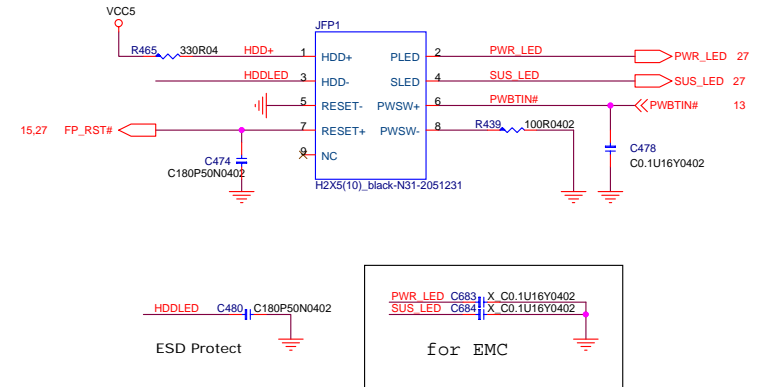 VCC5
JFP1
R465 330R04 HDD+ 1 HDD+ PLED 2 PWR_LED PWR_LED 27
HDDLED 3 HDD- SLED 4 SUS_LED SUS_LED 27
5 RESET- PWSW+ 6 PWBTIN# PWBTIN# 13
15,27 FP_RST# 7 RESET+ PWSW- 8 R439 100R0402
9 NC
C474
C180P50N0402
C478
C0.1U16Y0402
H2X5(10)_black-N31-2051231
HDDLED C480 C180P50N0402
ESD Protect
PWR_LED C683 X_C0.1U16Y0402
SUS_LED C684 X_C0.1U16Y0402
for EMC